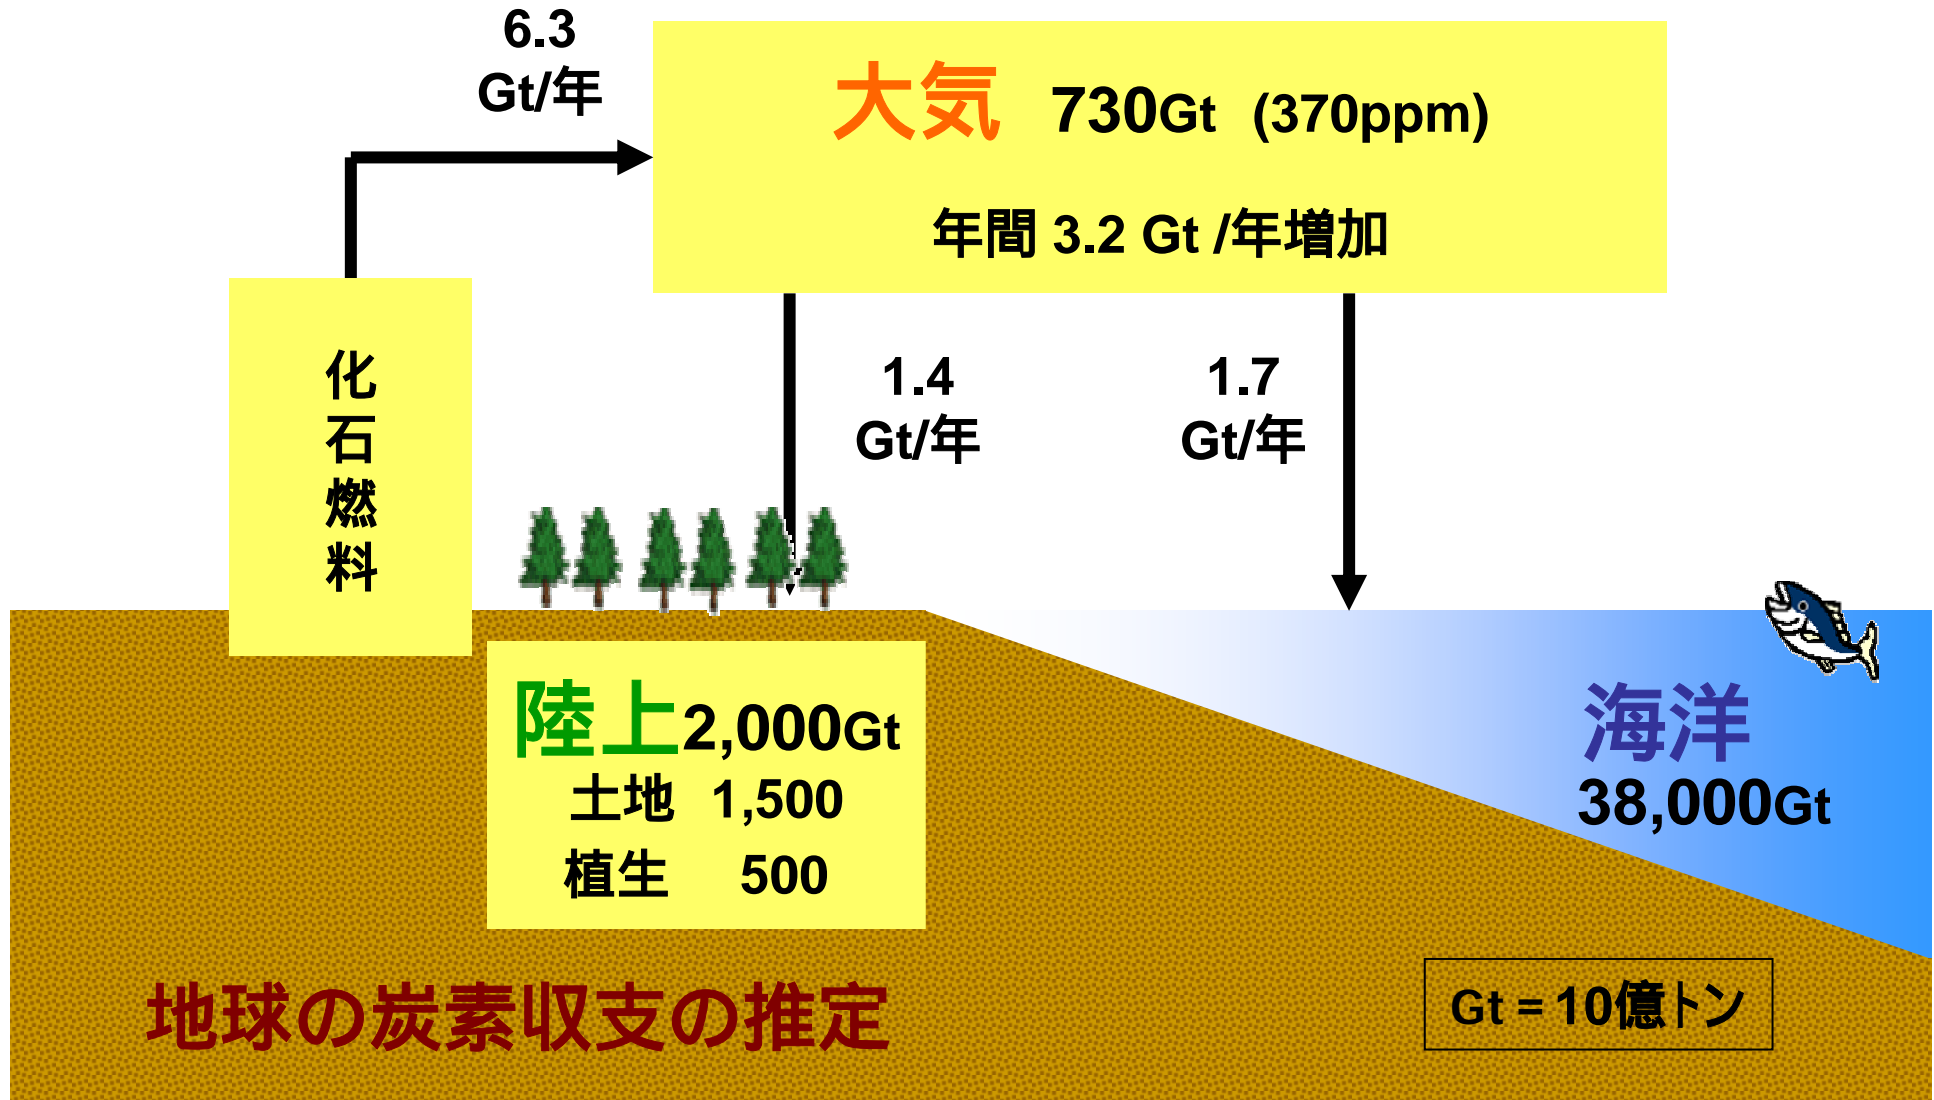 6.3
Gt/年
大気 730Gt (370ppm)
年間 3.2 Gt /年増加
化石燃料
1.4
Gt/年
1.7
Gt/年
陸上2,000Gt
土地 1,500
植生 500
海洋
38,000Gt
地球の炭素収支の推定
Gt = 10億トン